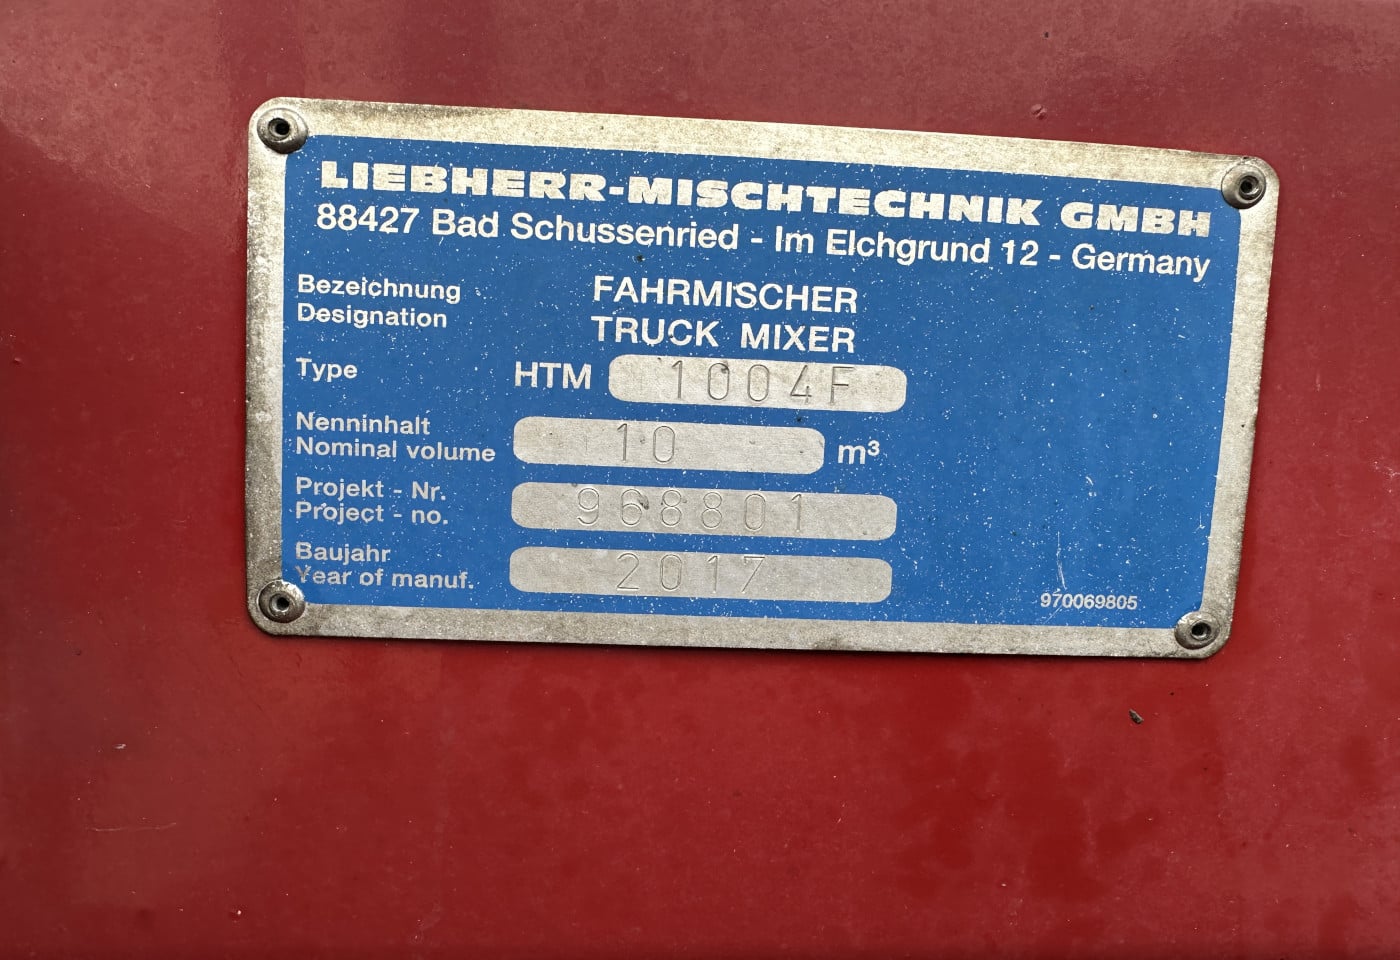 LIEBHERR-MISCHTECHNIK GMBH
88427 Bad Schussenried - Im Elchgrund 12 - Germany
Bezeichnung FAHRMISCHER
Designation TRUCK MIXER
Type HTM 1004F
Nenninhalt
Nominal volume 10 m³
Projekt - Nr.
Project - no. 968801
Baujahr
Year of manuf. 2017
970069805